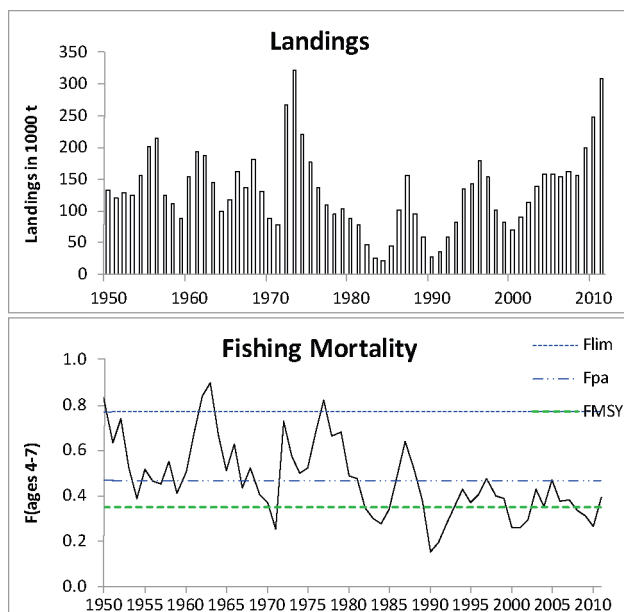 Landings
Landings in 1000 t
350
300
250
200
150
100
50
0
1950 1960 1970 1980 1990 2000 2010
Fishing Mortality
F(ages 4-7)
1.0
0.8
0.6
0.4
0.2
0.0
Flim
Fpa
FMSY
1950 1955 1960 1965 1970 1975 1980 1985 1990 1995 2000 2005 2010